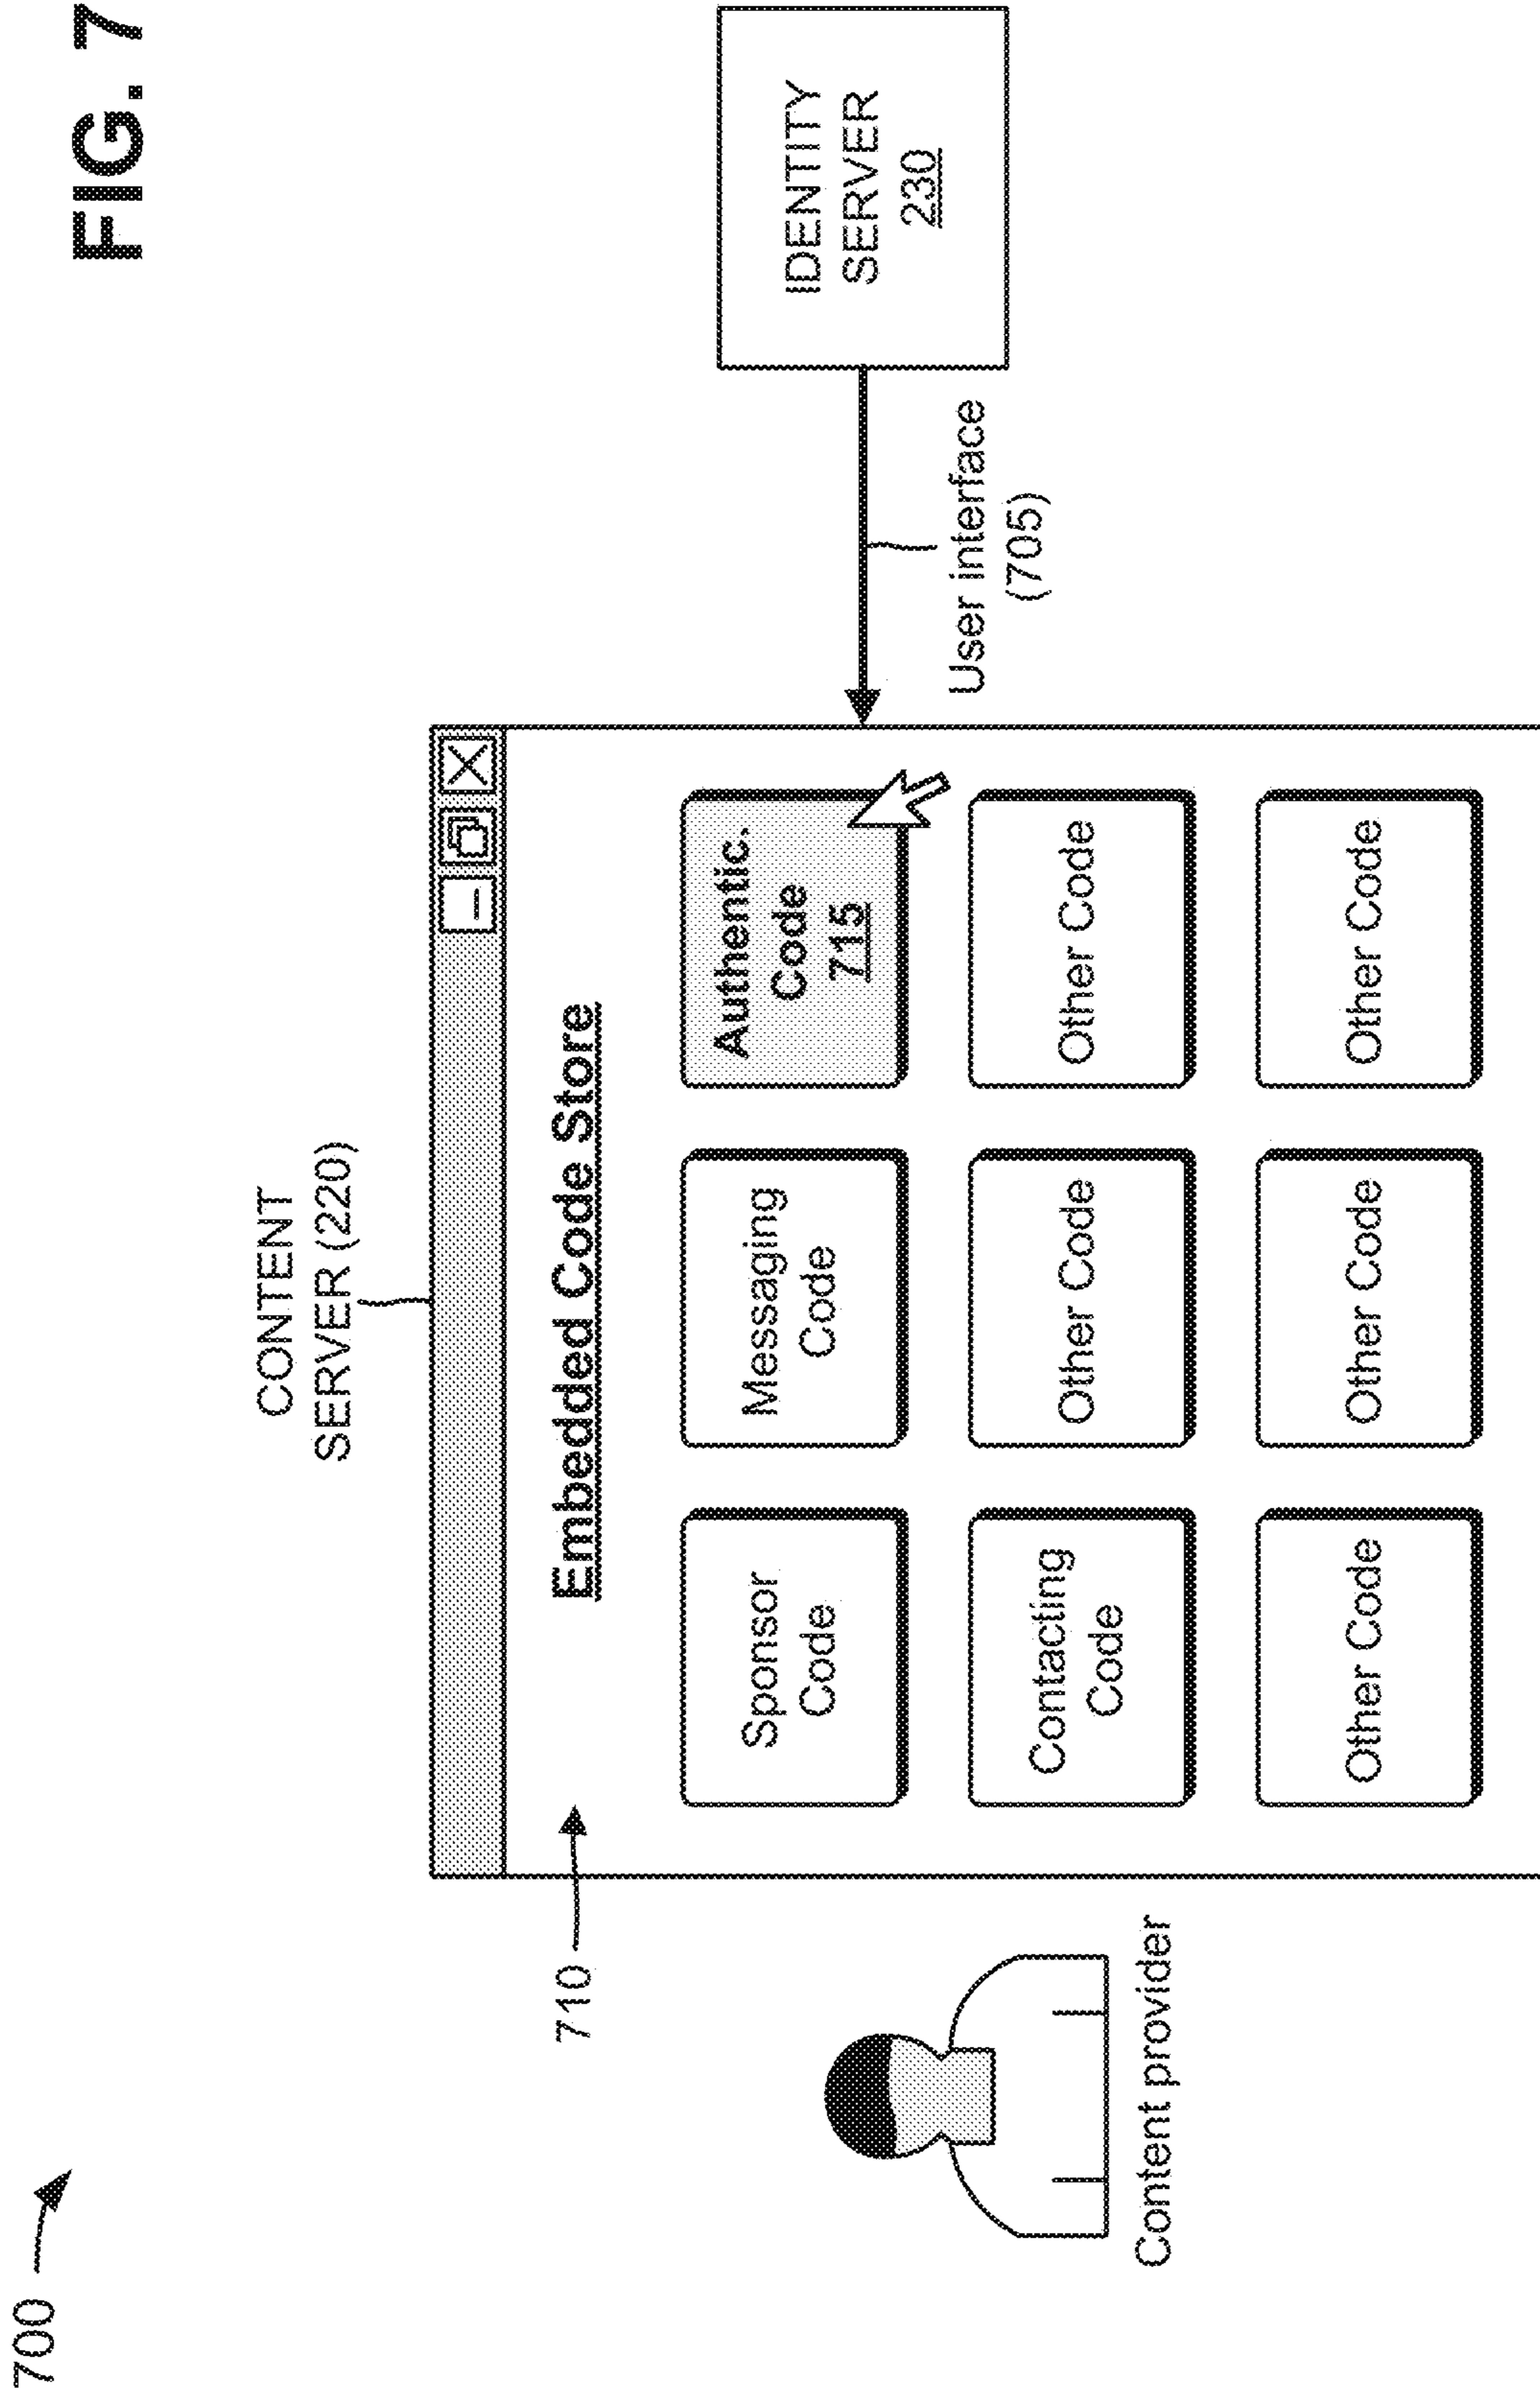 700
FIG. 7
CONTENT
SERVER (220)
710
Embedded Code Store
Sponsor
Code
Messaging
Code
Authentic.
Code
715
Contacting
Code
Other Code
Other Code
Other Code
Other Code
Other Code
Content provider
User interface
(705)
IDENTITY
SERVER
230